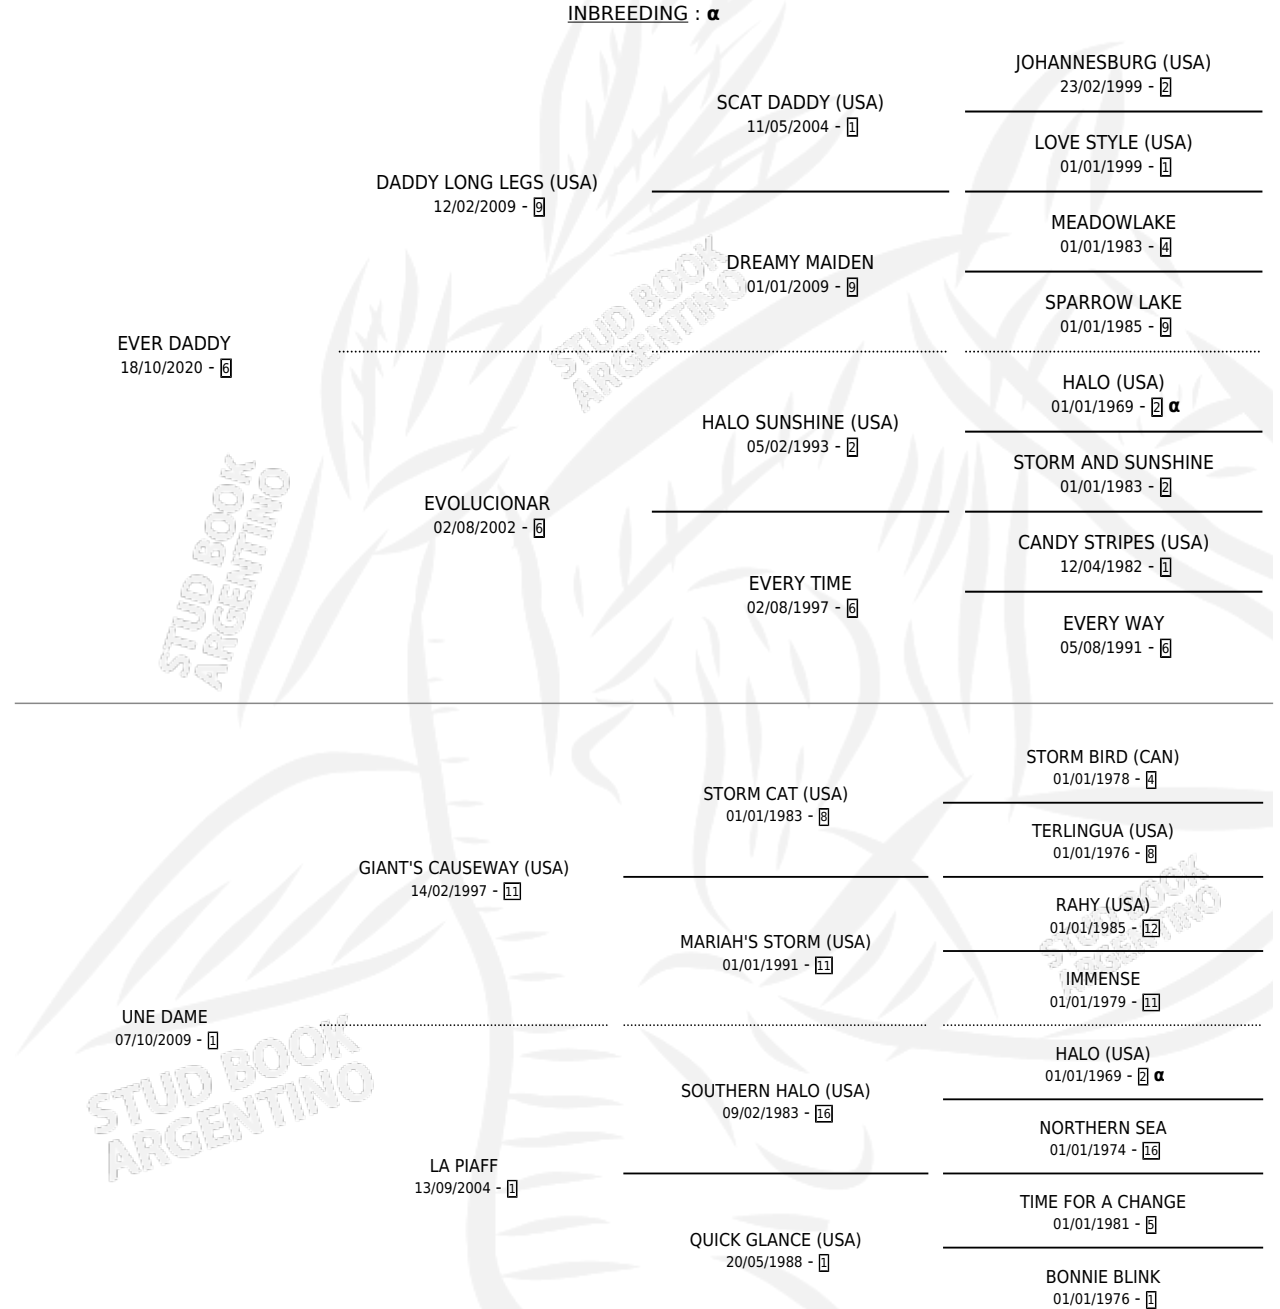 INBREEDING : α
JOHANNESBURG (USA)
23/02/1999 - 2
SCAT DADDY (USA)
11/05/2004 - 1
LOVE STYLE (USA)
01/01/1999 - 1
DADDY LONG LEGS (USA)
12/02/2009 - 9
MEADOWLAKE
01/01/1983 - 4
DREAMY MAIDEN
01/01/2009 - 9
SPARROW LAKE
01/01/1985 - 9
EVER DADDY
18/10/2020 - 6
HALO (USA)
01/01/1969 - 2 α
HALO SUNSHINE (USA)
05/02/1993 - 2
STORM AND SUNSHINE
01/01/1983 - 2
EVOLUCIONAR
02/08/2002 - 6
CANDY STRIPES (USA)
12/04/1982 - 1
EVERY TIME
02/08/1997 - 6
EVERY WAY
05/08/1991 - 6
STORM BIRD (CAN)
01/01/1978 - 4
STORM CAT (USA)
01/01/1983 - 8
TERLINGUA (USA)
01/01/1976 - 8
GIANT'S CAUSEWAY (USA)
14/02/1997 - 11
RAHY (USA)
01/01/1985 - 12
MARIAH'S STORM (USA)
01/01/1991 - 11
IMMENSE
01/01/1979 - 11
UNE DAME
07/10/2009 - 1
HALO (USA)
01/01/1969 - 2 α
SOUTHERN HALO (USA)
09/02/1983 - 16
NORTHERN SEA
01/01/1974 - 16
LA PIAFF
13/09/2004 - 1
TIME FOR A CHANGE
01/01/1981 - 5
QUICK GLANCE (USA)
20/05/1988 - 1
BONNIE BLINK
01/01/1976 - 1
STUD BOOK
ARGENTINO
STUD BOOK
ARGENTINO
STUD BOOK
ARGENTINO
STUD BOOK
ARGENTINO